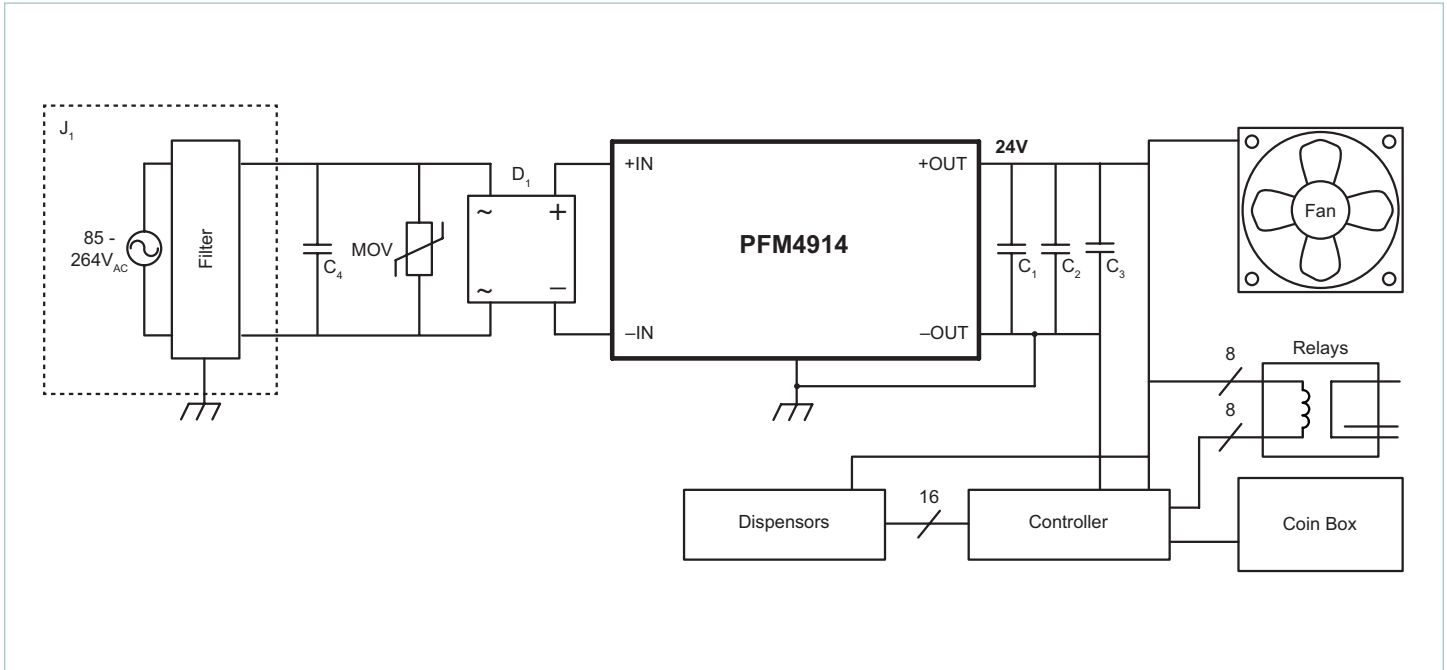 J1
85 -
264VAC
Filter
C4
MOV
D1
~
+
~
–
+IN
–IN
PFM4914
+OUT
–OUT
24V
C1
C2
C3
Fan
8
Relays
8
Dispensors
16
Controller
Coin Box